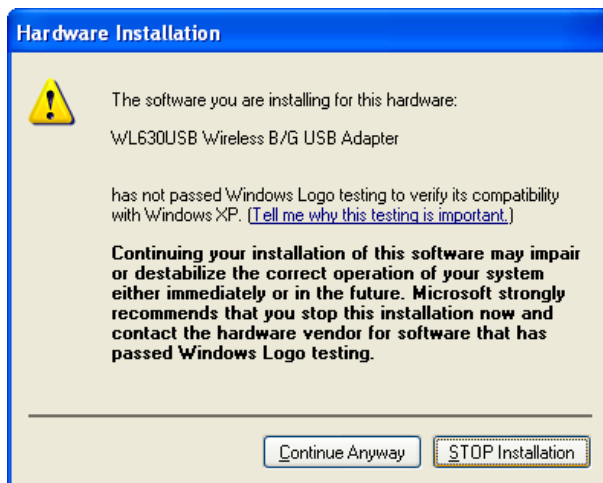 Hardware Installation
The software you are installing for this hardware:
WL630USB Wireless B/G USB Adapter
has not passed Windows Logo testing to verify its compatibility
with Windows XP. (Tell me why this testing is important.)
Continuing your installation of this software may impair
or destabilize the correct operation of your system
either immediately or in the future. Microsoft strongly
recommends that you stop this installation now and
contact the hardware vendor for software that has
passed Windows Logo testing.
Continue Anyway
STOP Installation